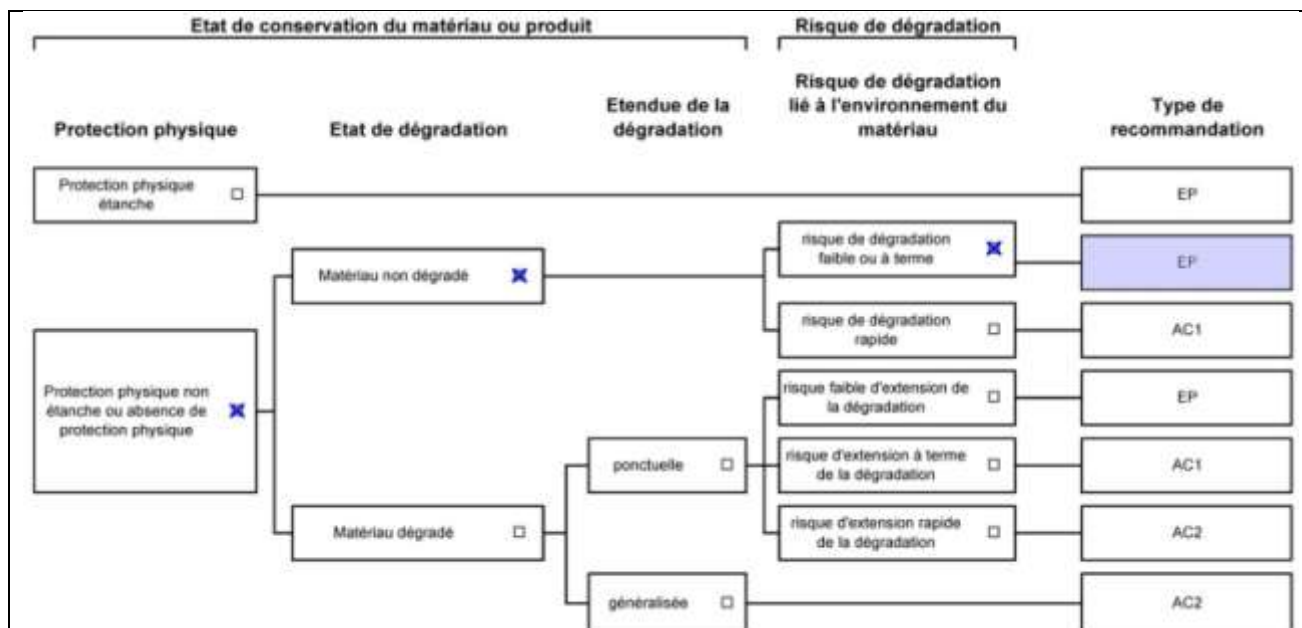 Etat de conservation du matériau ou produit
Risque de dégradation
Protection physique
Etat de dégradation
Etendue de la
dégradation
Risque de dégradation
lié à l'environnement du
matériau
Type de
recommandation
Protection physique
étanche
EP
Protection physique non
étanche ou absence de
protection physique
Matériau non dégradé
risque de dégradation
faible ou à terme
EP
risque de dégradation
rapide
AC1
Matériau dégradé
ponctuelle
risque faible d'extension de
la dégradation
EP
risque d'extension à terme
de la dégradation
AC1
risque d'extension rapide
de la dégradation
AC2
généralisée
AC2